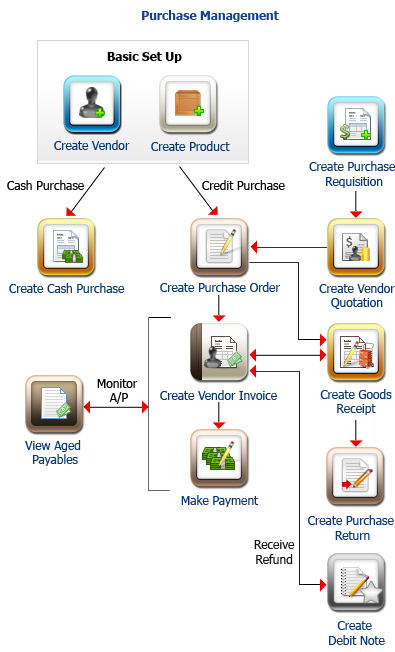 Purchase Management
Basic Set Up
Create Vendor
Create Product
Create Purchase
Requisition
Cash Purchase
Credit Purchase
Create Cash Purchase
Create Purchase Order
Create Vendor
Quotation
Monitor
A/P
Create Vendor Invoice
Create Goods
Receipt
View Aged
Payables
Make Payment
Create Purchase
Return
Receive
Refund
Create
Debit Note